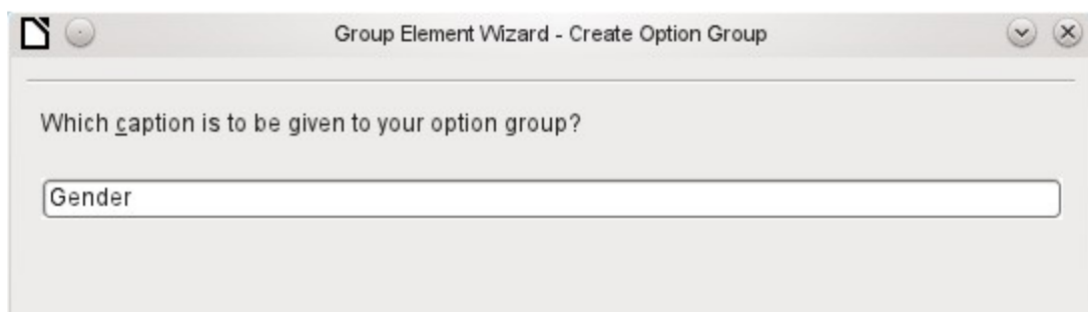 Group Element Wizard - Create Option Group
Which caption is to be given to your option group?
Gender